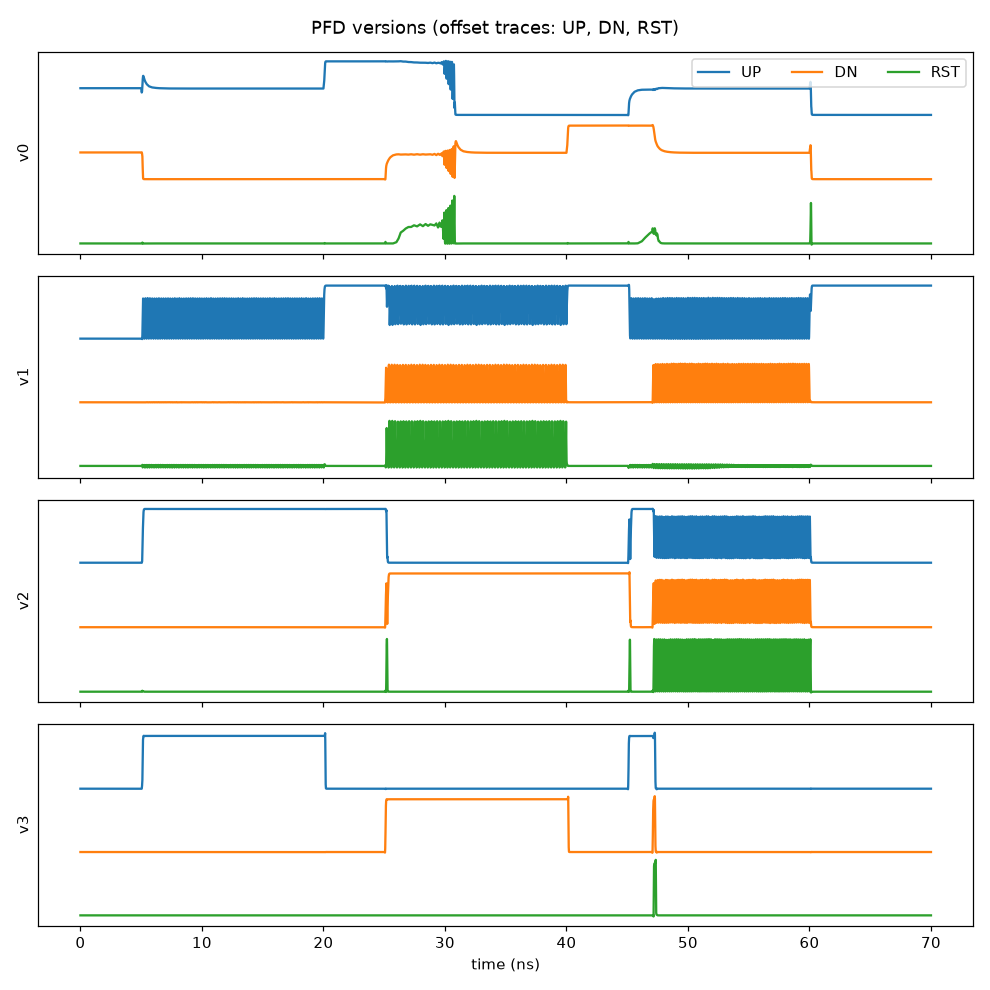 PFD versions (offset traces: UP, DN, RST)
UP DN RST
v0
v1
v2
v3
0 10 20 30 40 50 60 70
time (ns)